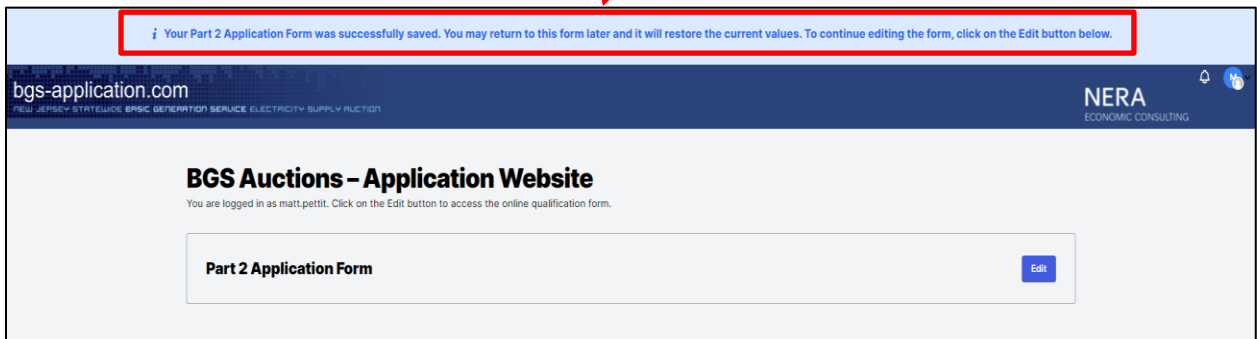 i Your Part 2 Application Form was successfully saved. You may return to this form later and it will restore the current values. To continue editing the form, click on the Edit button below.
bgs-application.com
NEW JERSEY STATEWIDE BASIC GENERATION SERVICE ELECTRICITY SUPPLY AUCTION
NERA
ECONOMIC CONSULTING
BGS Auctions – Application Website
You are logged in as matt.pettit. Click on the Edit button to access the online qualification form.
Part 2 Application Form
Edit